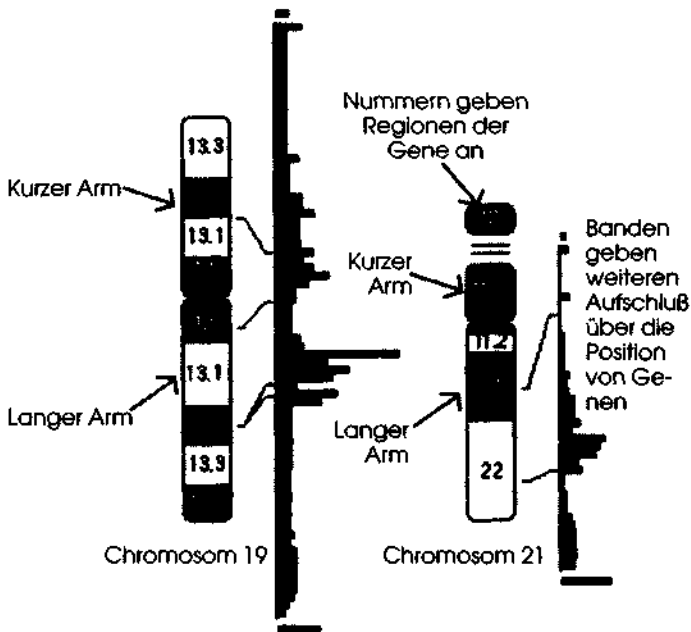 Nummern geben
Regionen der
Gene an
13.3
Kurzer Arm
13.1
Kurzer
Arm
Banden
geben
weiteren
Aufschluß
über die
Position
von Ge-
nen
11.2
13.1
Langer Arm
Langer
Arm
13.3
22
Chromosom 19
Chromosom 21